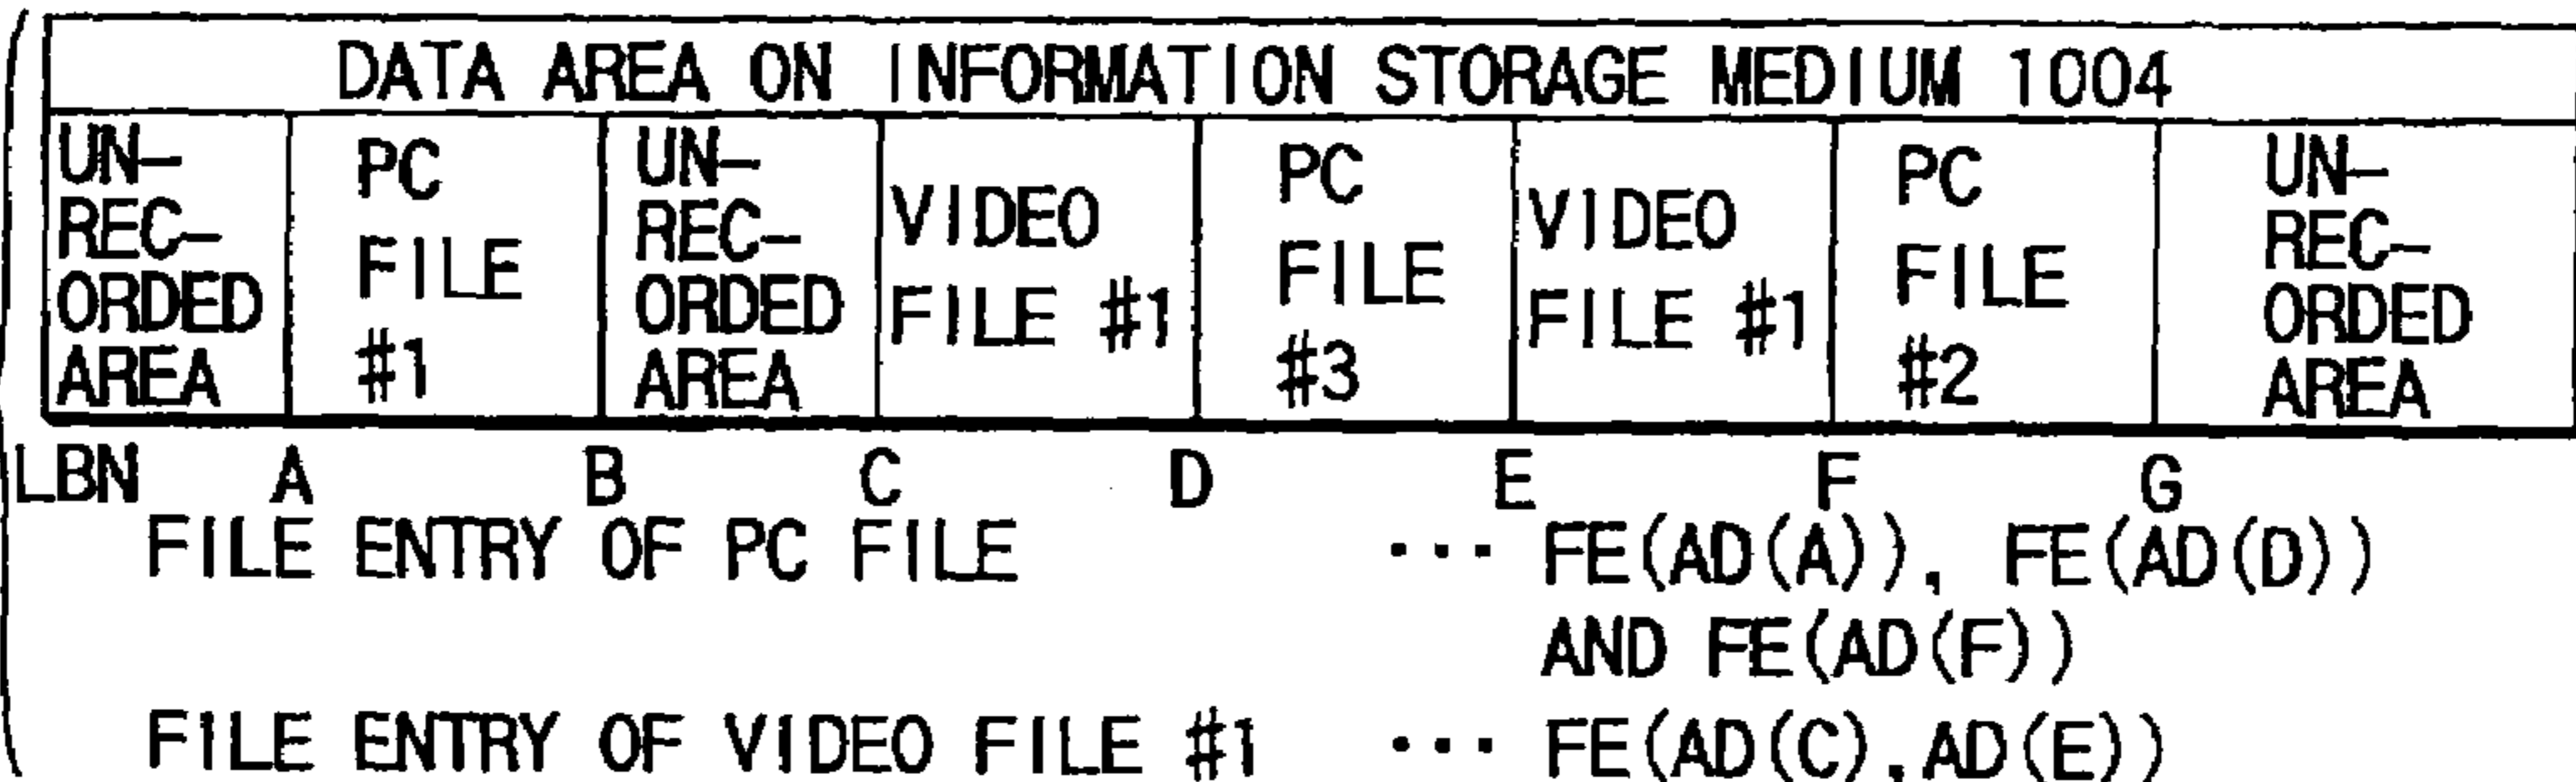 DATA AREA ON INFORMATION STORAGE MEDIUM 1004
UN-
REC-
ORDED
AREA
PC
FILE
#1
UN-
REC-
ORDED
AREA
VIDEO
FILE #1
PC
FILE
#3
VIDEO
FILE #1
PC
FILE
#2
UN-
REC-
ORDED
AREA
LBN A B C D E F G
FILE ENTRY OF PC FILE ··· FE(AD(A)), FE(AD(D))
AND FE(AD(F))
FILE ENTRY OF VIDEO FILE #1 ··· FE(AD(C),AD(E))